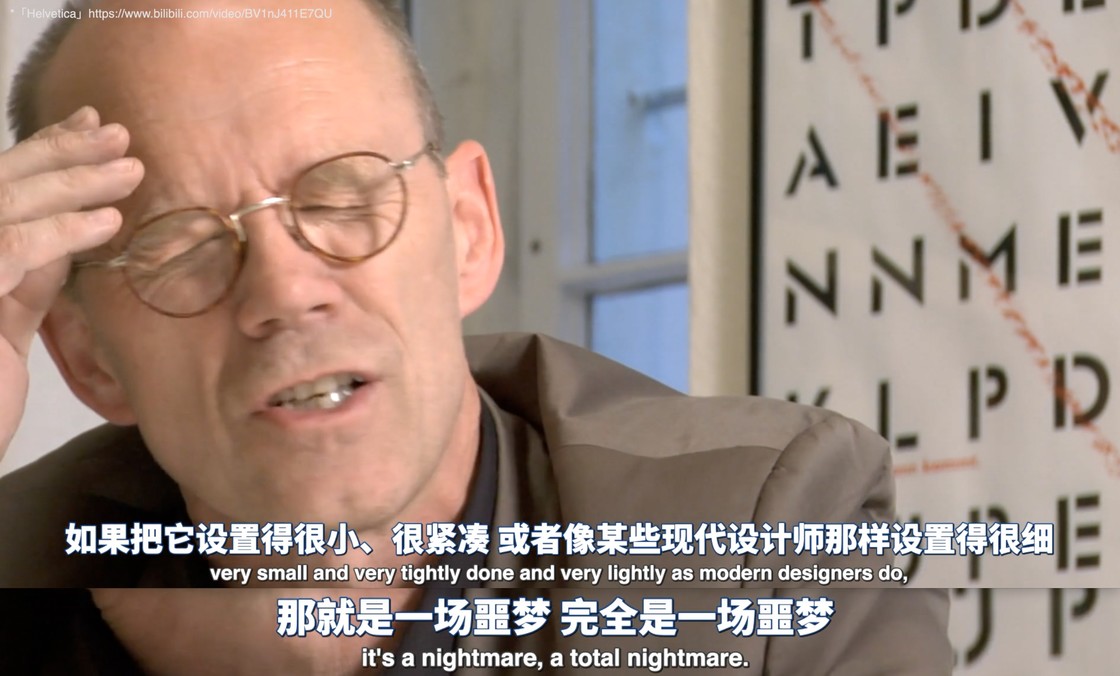 *「Helvetica」https://www.bilibili.com/video/BV1nJ411E7QU
T P D E
A E I V
N N M E
L P D
P E
如果把它设置得很小、很紧凑 或者像某些现代设计师那样设置得很细
very small and very tightly done and very lightly as modern designers do,
那就是一场噩梦 完全是一场噩梦
it's a nightmare, a total nightmare.